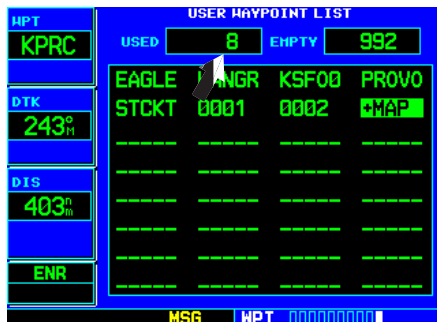 WPT
USER WAYPOINT LIST
KPRC
USED 8 EMPTY 992
EAGLE KSF00 PROVO
DTK
STCKT 0001 0002 +MAP
243°M
----- ----- ----- -----
----- ----- ----- -----
DIS
----- ----- ----- -----
403nm
----- ----- ----- -----
----- ----- ----- -----
ENR
----- ----- ----- -----
MSG WPT